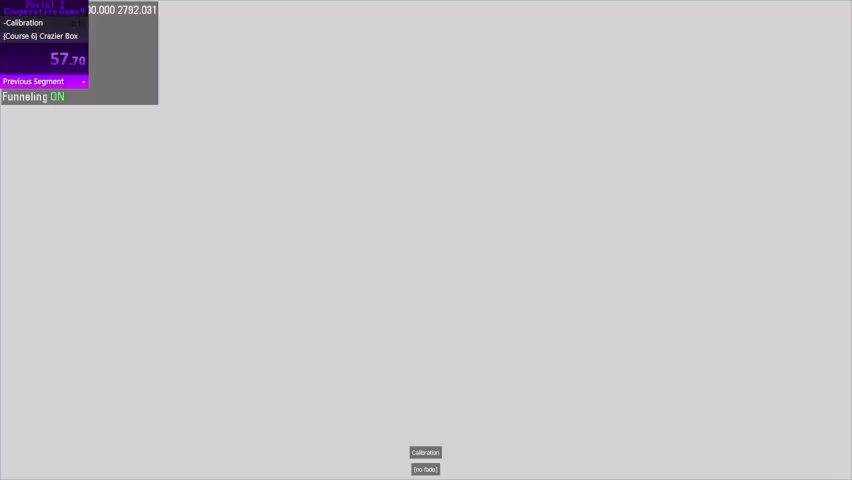 Portal 2
Cooperative Game?
00.000 2792.031
-Calibration
{Course 6} Crazier Box
57.70
Previous Segment -
Funneling ON
Calibration
[no fade]